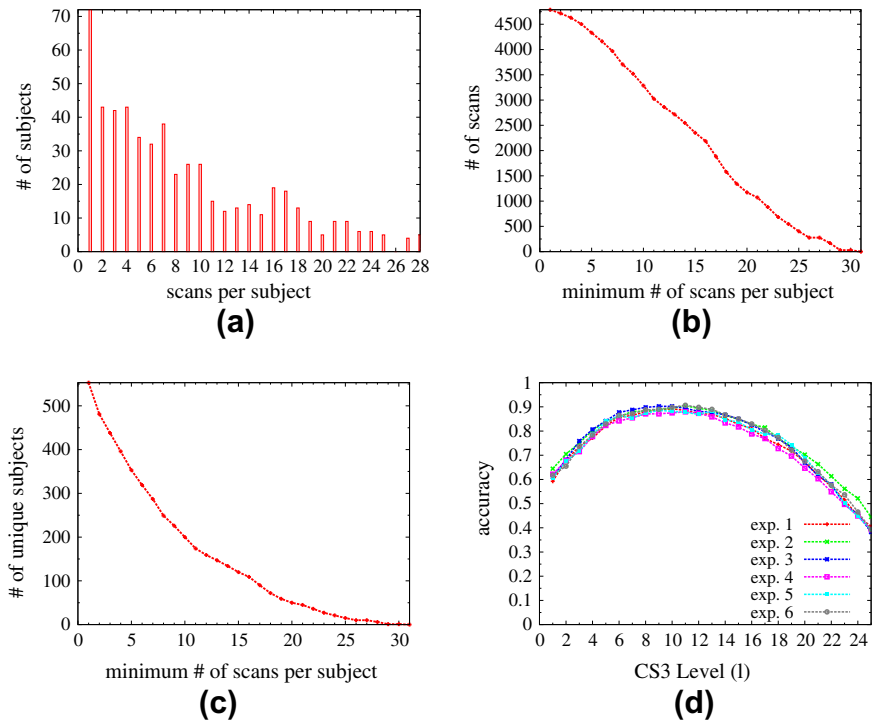 70
60
50
40
30
20
10
0
# of subjects
0 2 4 6 8 10 12 14 16 18 20 22 24 26 28
scans per subject
(a)
4500
4000
3500
3000
2500
2000
1500
1000
500
0
# of scans
0 5 10 15 20 25 30
minimum # of scans per subject
(b)
500
400
300
200
100
0
# of unique subjects
0 10 20 30
minimum # of scans per subject
(c)
1
0.9
0.8
0.7
0.6
0.5
0.4
0.3
0.2
0.1
0
accuracy
exp. 1
exp. 2
exp. 3
exp. 4
exp. 5
exp. 6
0 2 4 6 8 10 12 14 16 18 20 22 24
CS3 Level (l)
(d)